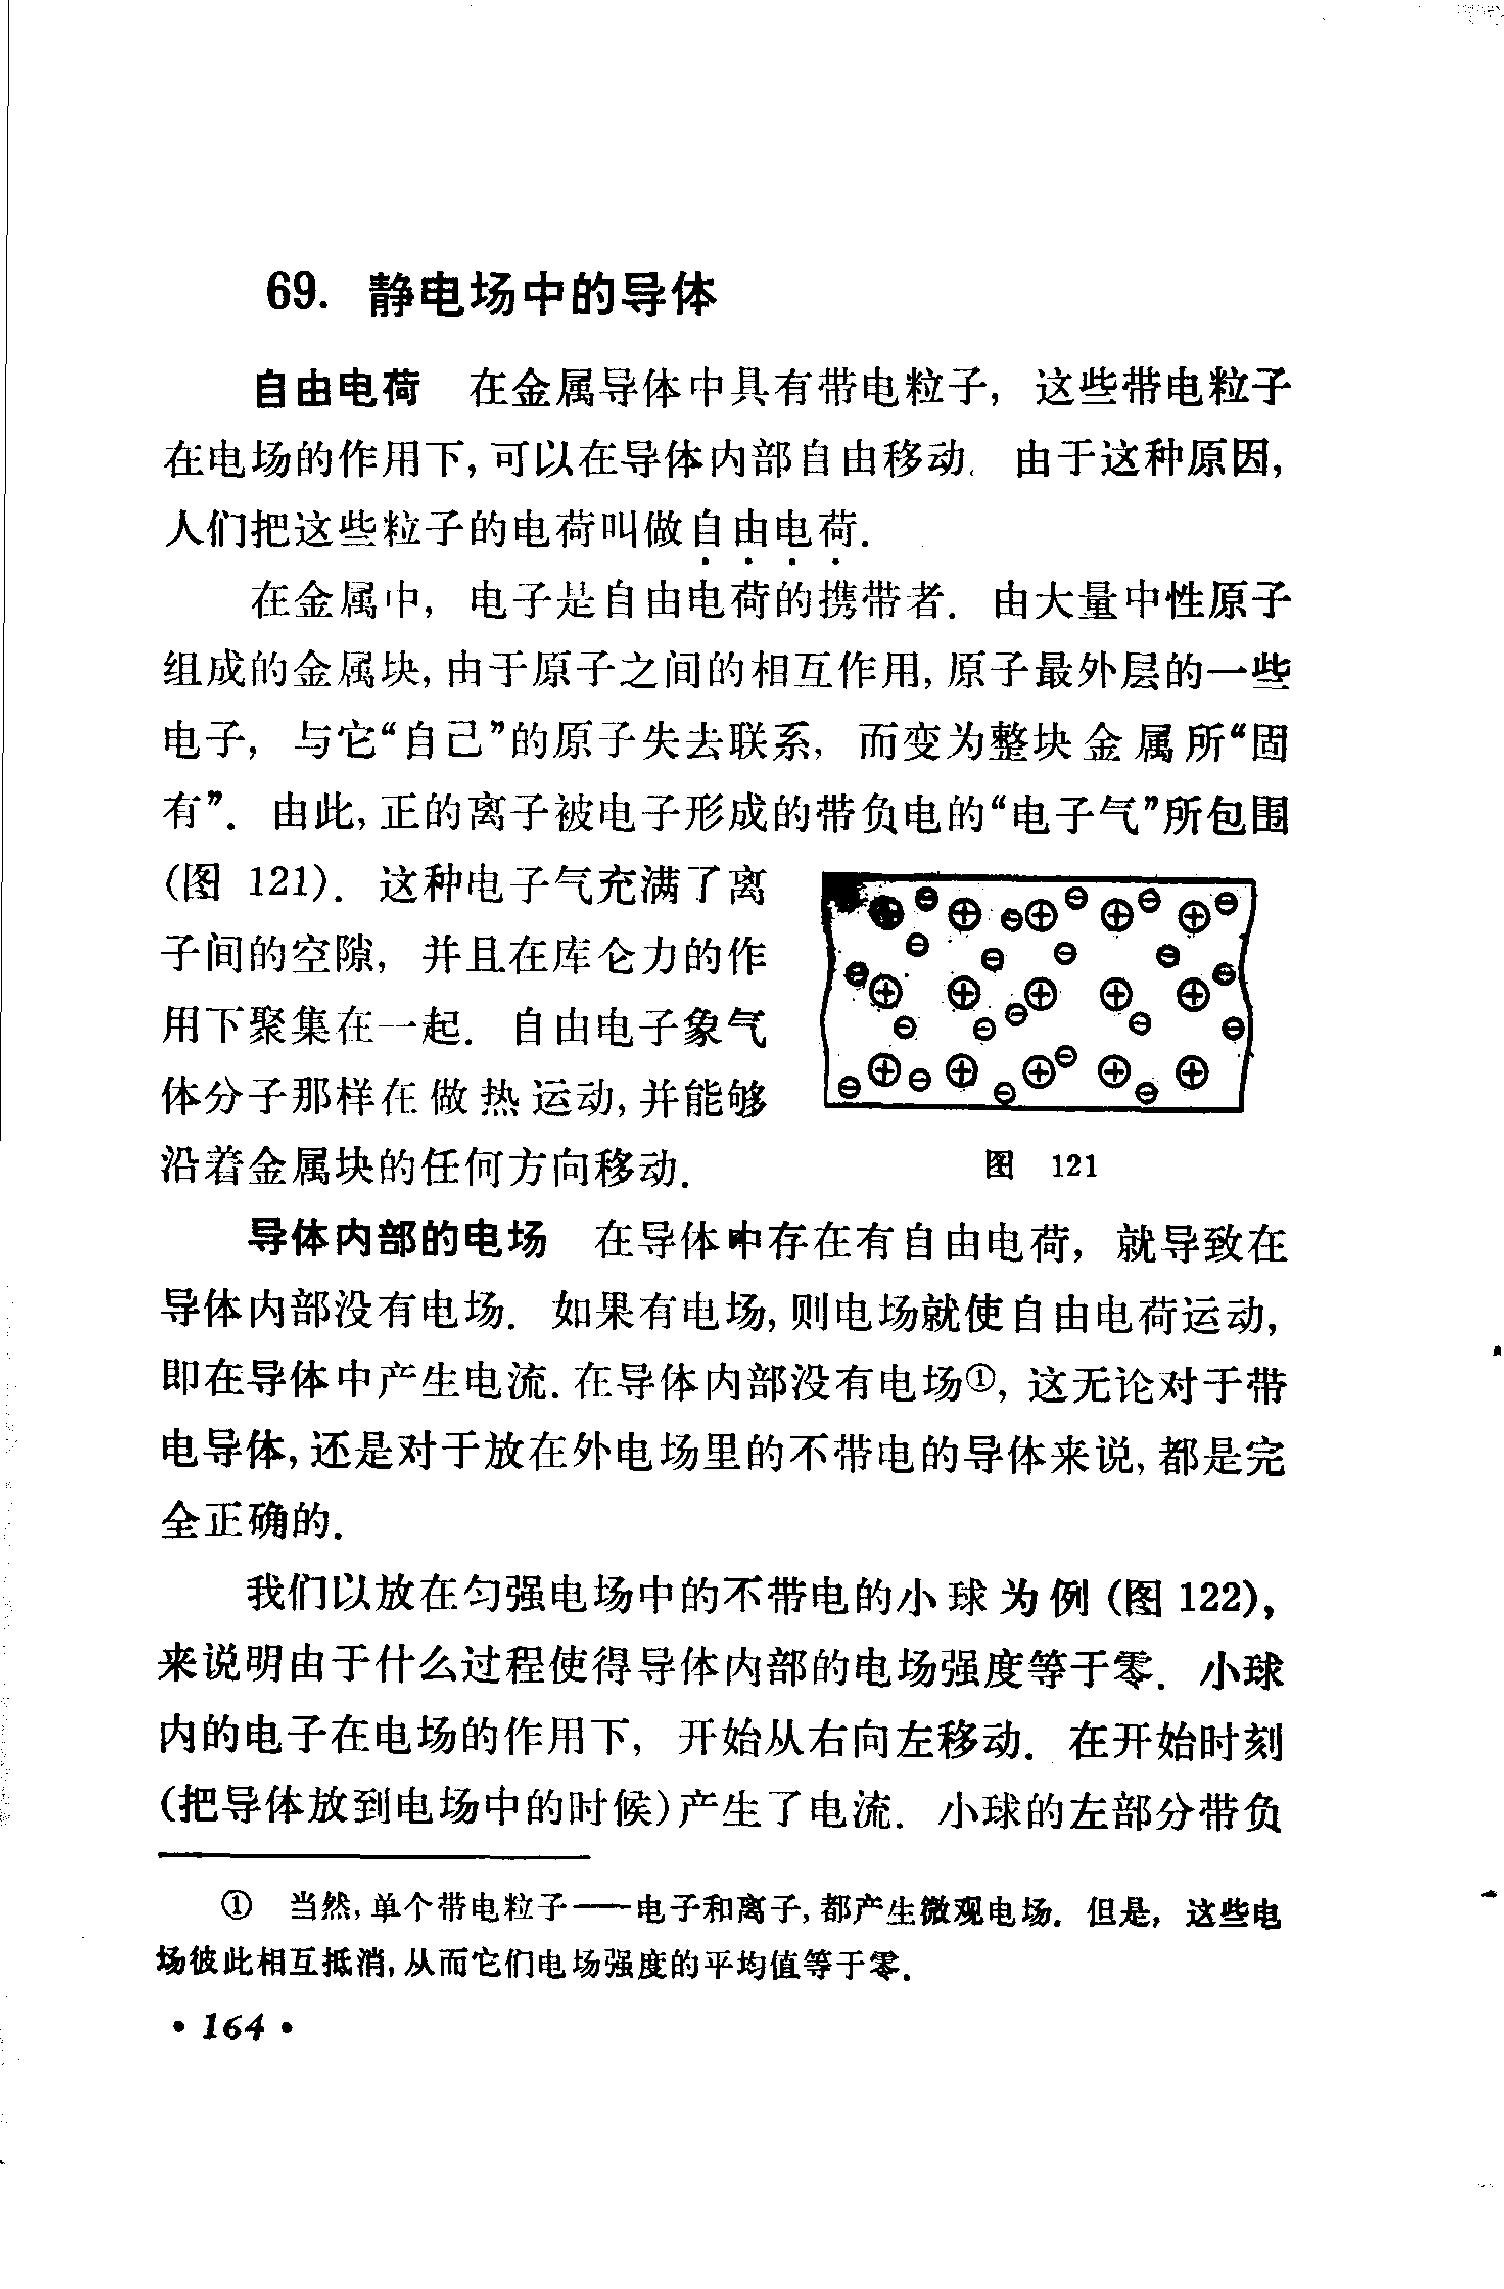 69. 静电场中的导体
自由电荷 在金属导体中具有带电粒子, 这些带电粒子
在电场的作用下, 可以在导体内部自由移动. 由于这种原因,
人们把这些粒子的电荷叫做自由电荷.
在金属中, 电子是自由电荷的携带者. 由大量中性原子
组成的金属块, 由于原子之间的相互作用, 原子最外层的一些
电子, 与它“自己”的原子失去联系, 而变为整块金属所“固
有”. 由此, 正的离子被电子形成的带负电的“电子气”所包围
(图 121). 这种电子气充满了离
子间的空隙, 并且在库仑力的作
用下聚集在一起. 自由电子象气
体分子那样在做热运动, 并能够
沿着金属块的任何方向移动.
图 121
导体内部的电场 在导体中存在有自由电荷, 就导致在
导体内部没有电场. 如果有电场, 则电场就使自由电荷运动,
即在导体中产生电流. 在导体内部没有电场①, 这无论对于带
电导体, 还是对于放在外电场里的不带电的导体来说, 都是完
全正确的.
我们以放在匀强电场中的不带电的小球为例 (图 122),
来说明由于什么过程使得导体内部的电场强度等于零. 小球
内的电子在电场的作用下, 开始从右向左移动. 在开始时刻
(把导体放到电场中的时候) 产生了电流. 小球的左部分带负
① 当然, 单个带电粒子——电子和离子, 都产生微观电场. 但是, 这些电
场彼此相互抵消, 从而它们电场强度的平均值等于零.
• 164 •